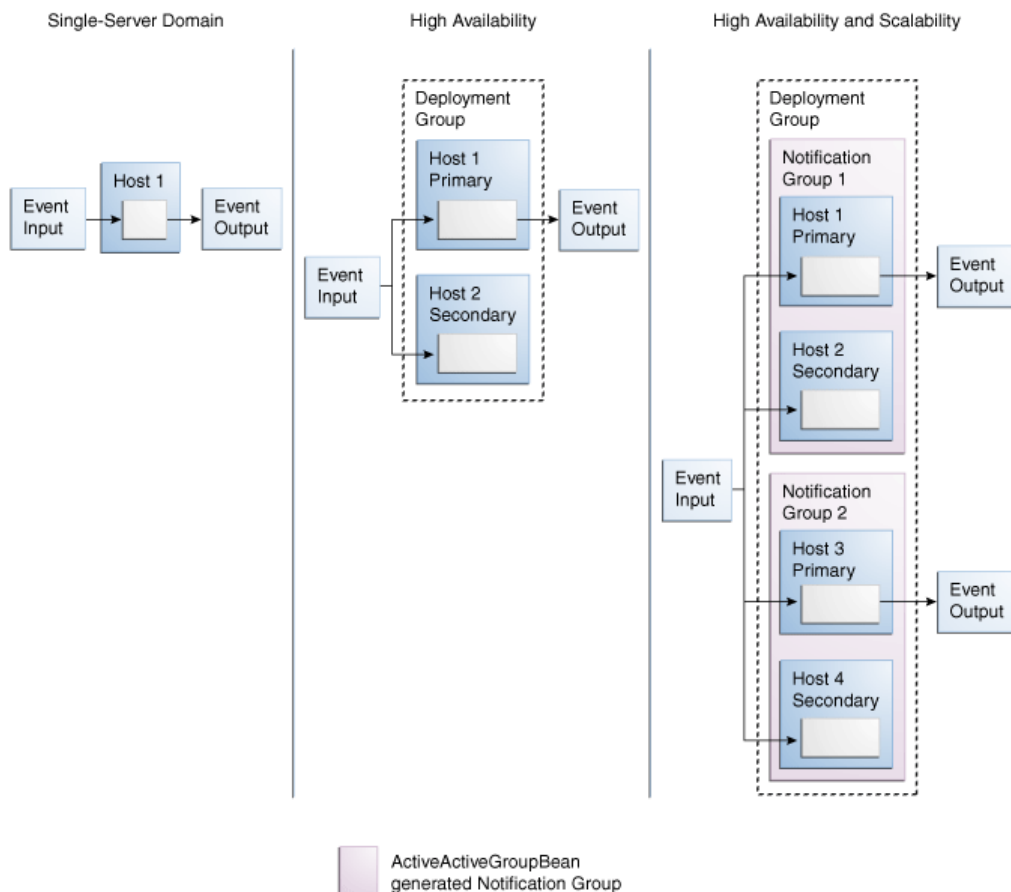 Single-Server Domain
High Availability
High Availability and Scalability
Host 1
Event
Input
Event
Output
Deployment
Group
Host 1
Primary
Event
Output
Event
Input
Host 2
Secondary
Deployment
Group
Notification
Group 1
Host 1
Primary
Event
Output
Host 2
Secondary
Event
Input
Notification
Group 2
Host 3
Primary
Event
Output
Host 4
Secondary
ActiveActiveGroupBean
generated Notification Group